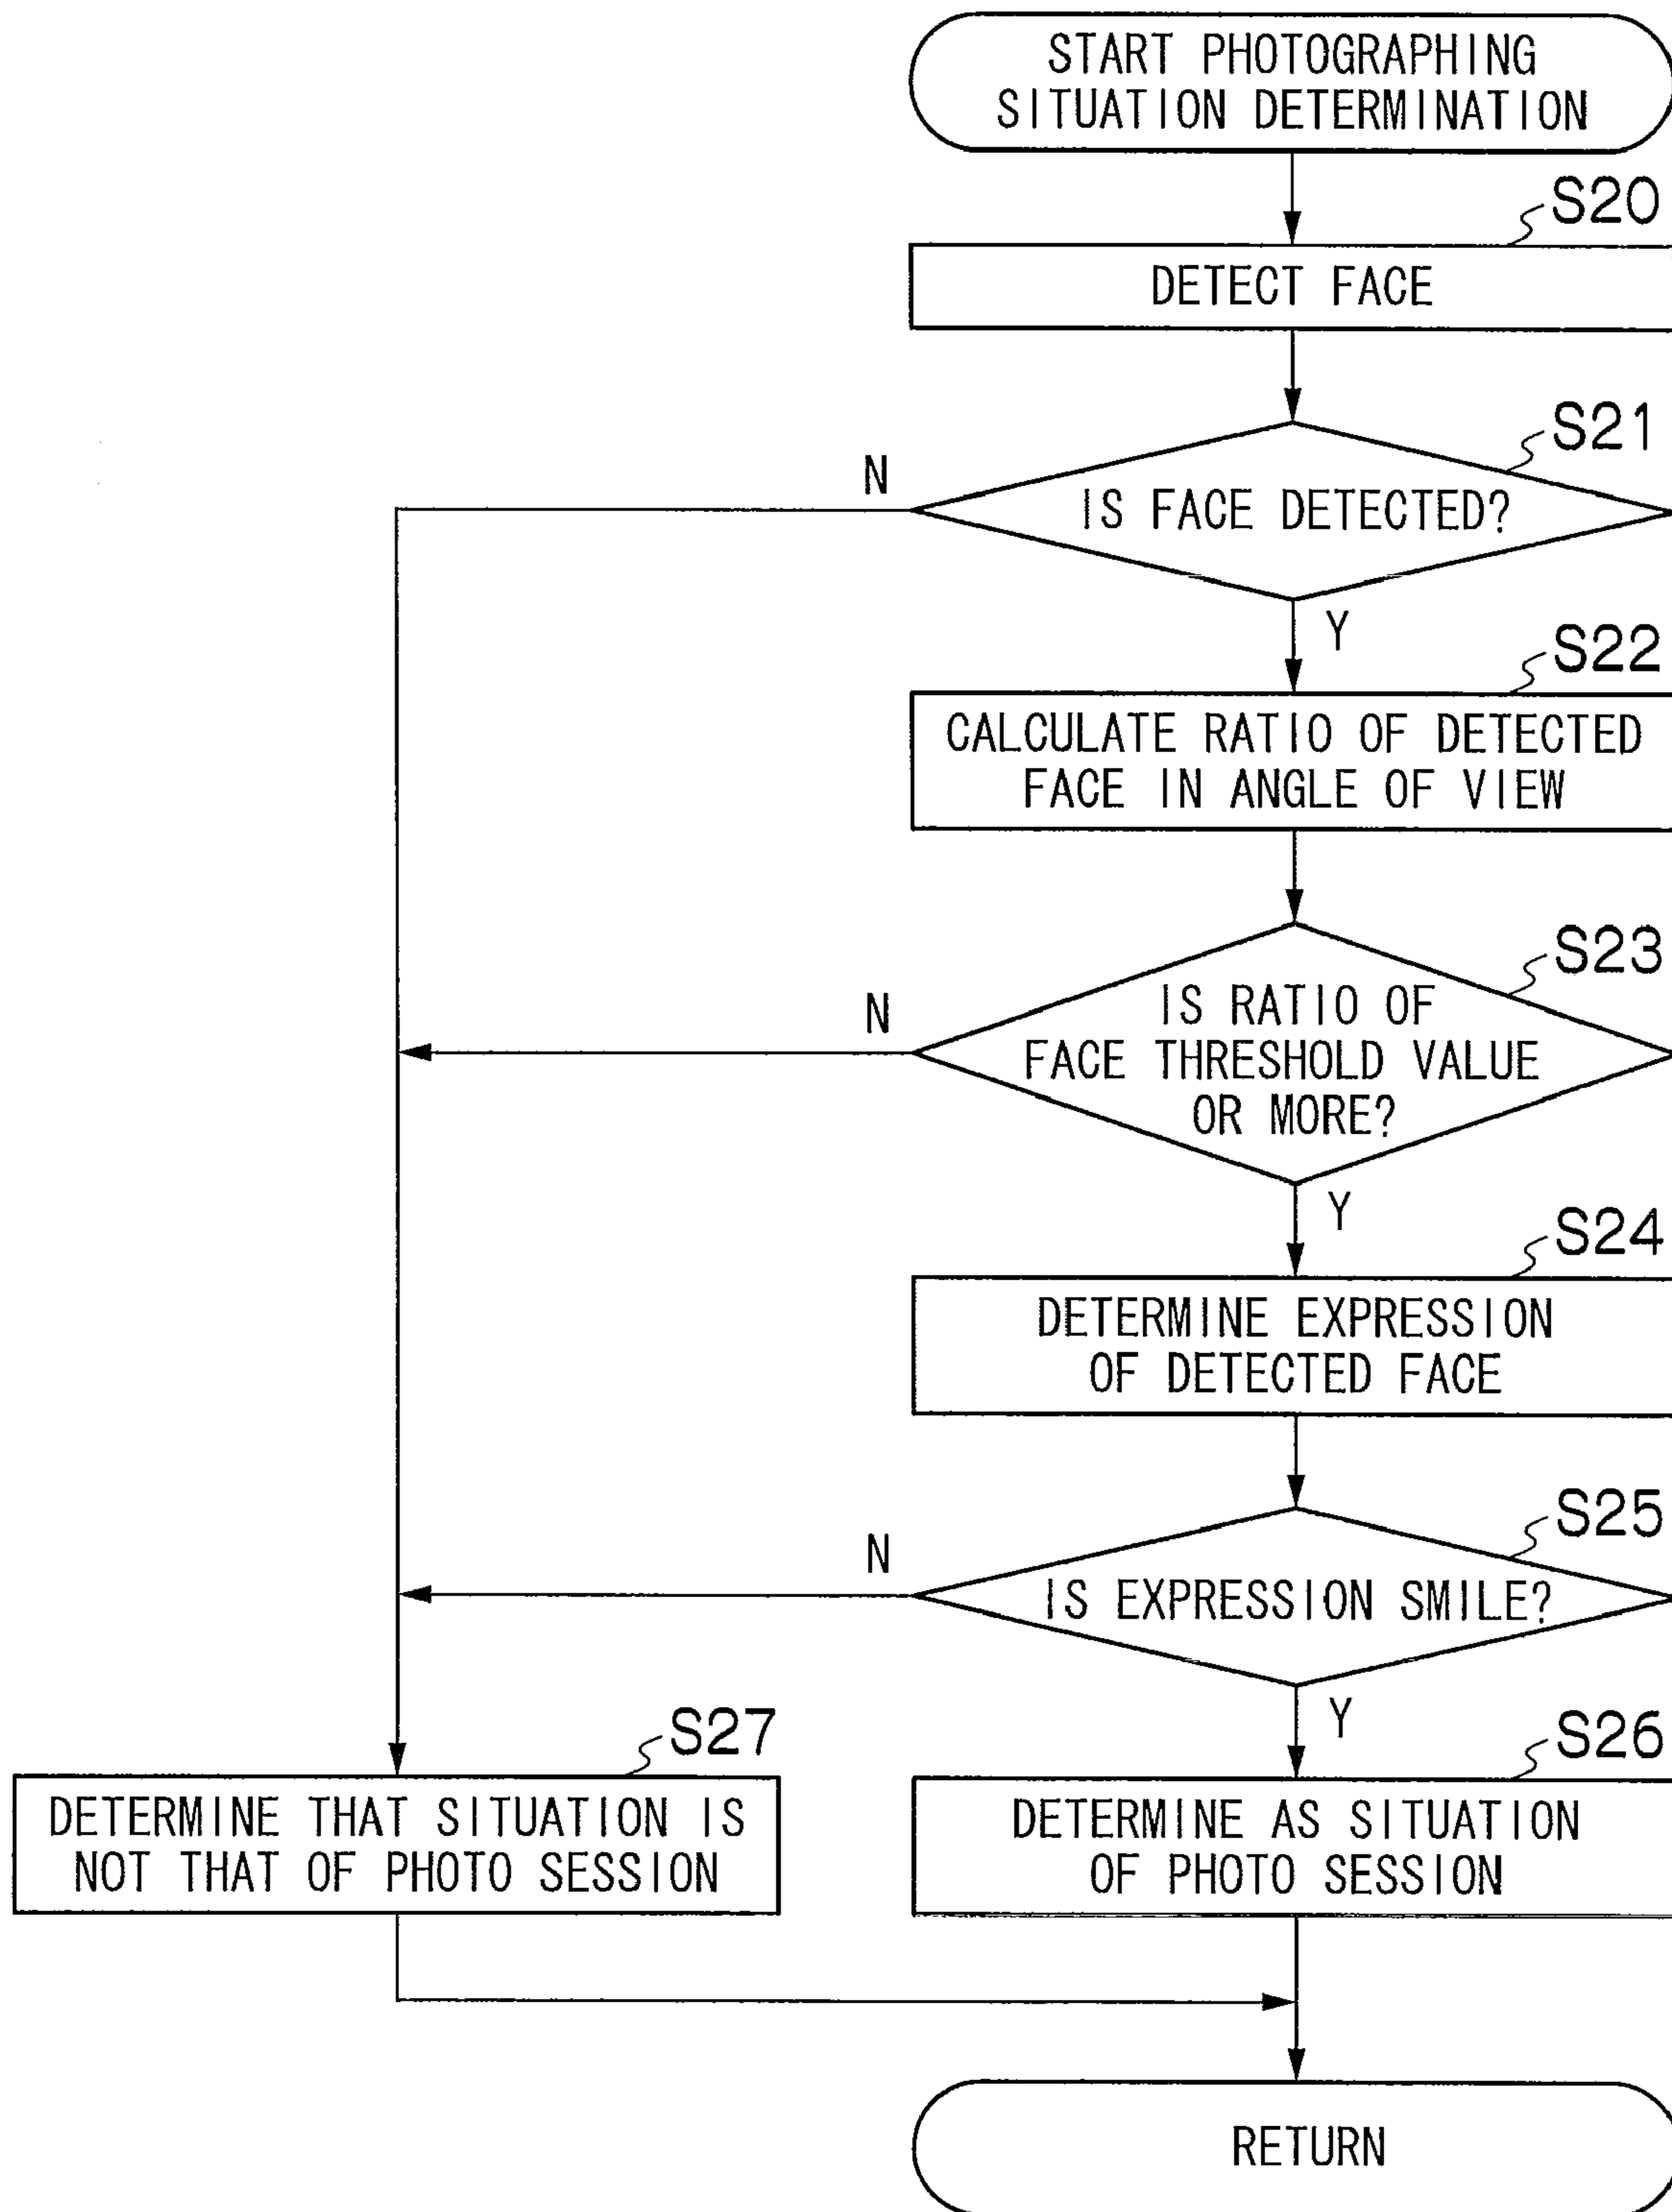 START PHOTOGRAPHING
SITUATION DETERMINATION
S20
DETECT FACE
S21
N
IS FACE DETECTED?
Y
S22
CALCULATE RATIO OF DETECTED
FACE IN ANGLE OF VIEW
S23
N
IS RATIO OF
FACE THRESHOLD VALUE
OR MORE?
Y
S24
DETERMINE EXPRESSION
OF DETECTED FACE
S25
N
IS EXPRESSION SMILE?
Y
S27
DETERMINE THAT SITUATION IS
NOT THAT OF PHOTO SESSION
S26
DETERMINE AS SITUATION
OF PHOTO SESSION
RETURN